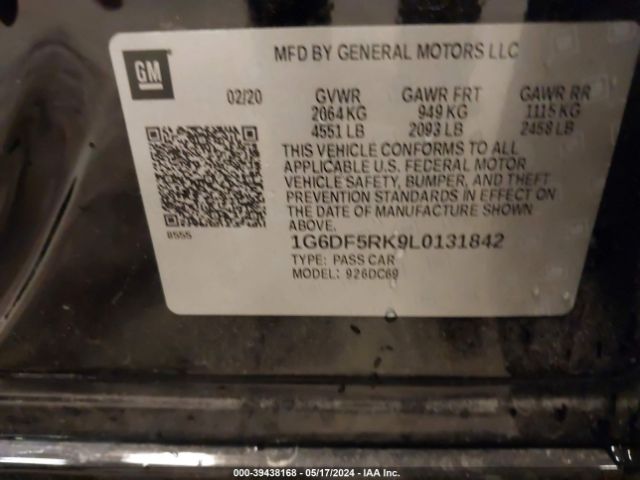 GM
MFD BY GENERAL MOTORS LLC
02/20 GVWR GAWR FRT GAWR RR
2064 KG 949 KG 1115 KG
4551 LB 2093 LB 2458 LB
THIS VEHICLE CONFORMS TO ALL
APPLICABLE U.S. FEDERAL MOTOR
VEHICLE SAFETY, BUMPER, AND THEFT
PREVENTION STANDARDS IN EFFECT ON
THE DATE OF MANUFACTURE SHOWN
ABOVE.
8555
1G6DF5RK9L0131842
TYPE: PASS CAR
MODEL: 926DC69
000-39438168 - 05/17/2024 - IAA Inc.